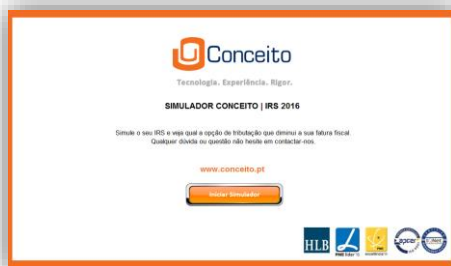 Conceito
Tecnologia. Experiência. Rigor.
SIMULADOR CONCEITO | IRS 2016
Simule o seu IRS e veja qual a opção de tributação que diminui a sua fatura fiscal.
Qualquer dúvida ou questão não hesite em contactar-nos.
www.conceito.pt
Iniciar Simulador
HLB